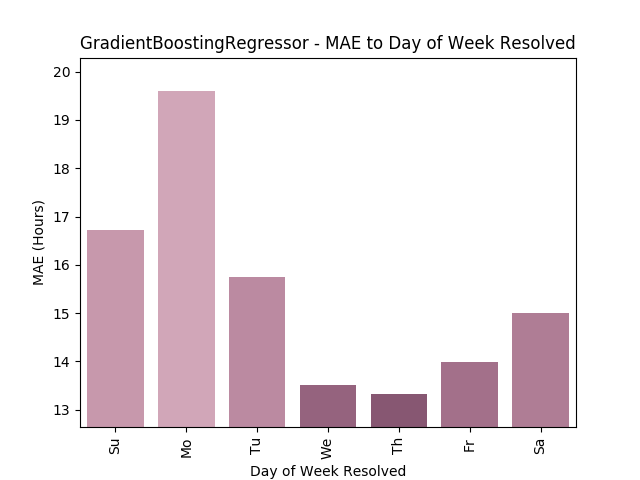 GradientBoostingRegressor - MAE to Day of Week Resolved
MAE (Hours)
20
19
18
17
16
15
14
13
Su
Mo
Tu
We
Th
Fr
Sa
Day of Week Resolved